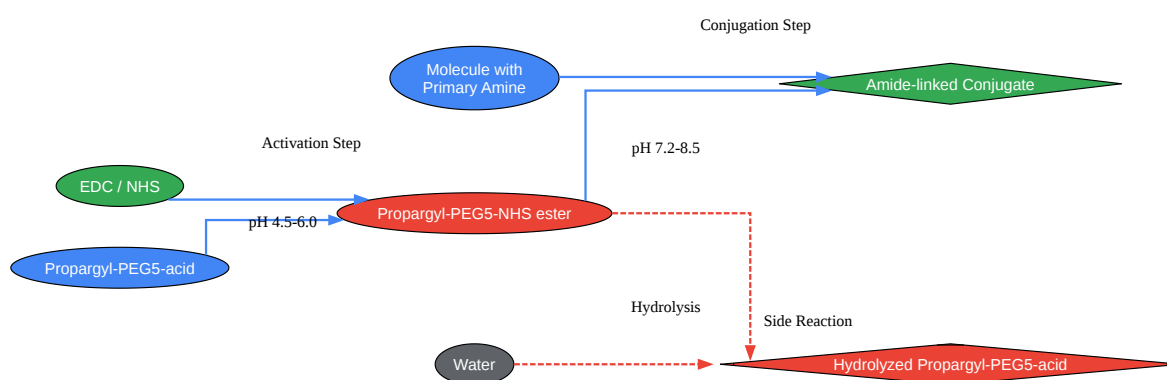 Conjugation Step
Molecule with
Primary Amine
Amide-linked Conjugate
Activation Step
pH 7.2-8.5
EDC / NHS
Propargyl-PEG5-NHS ester
pH 4.5-6.0
Propargyl-PEG5-acid
Hydrolysis
Side Reaction
Water
Hydrolyzed Propargyl-PEG5-acid